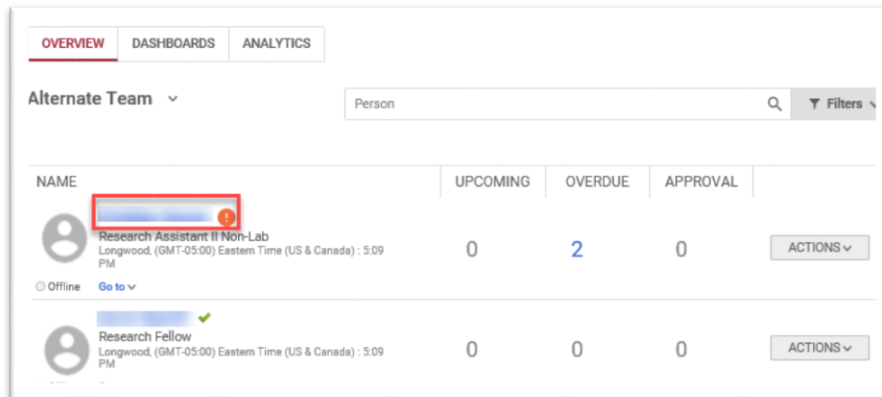 OVERVIEW DASHBOARDS ANALYTICS
Alternate Team
Person
Filters
NAME UPCOMING OVERDUE APPROVAL
Research Assistant II Non-Lab
Longwood, (GMT-05:00) Eastern Time (US & Canada) : 5:09
PM
0 2 0 ACTIONS
Offline Go to
Research Fellow
Longwood, (GMT-05:00) Eastern Time (US & Canada) : 5:09
PM
0 0 0 ACTIONS